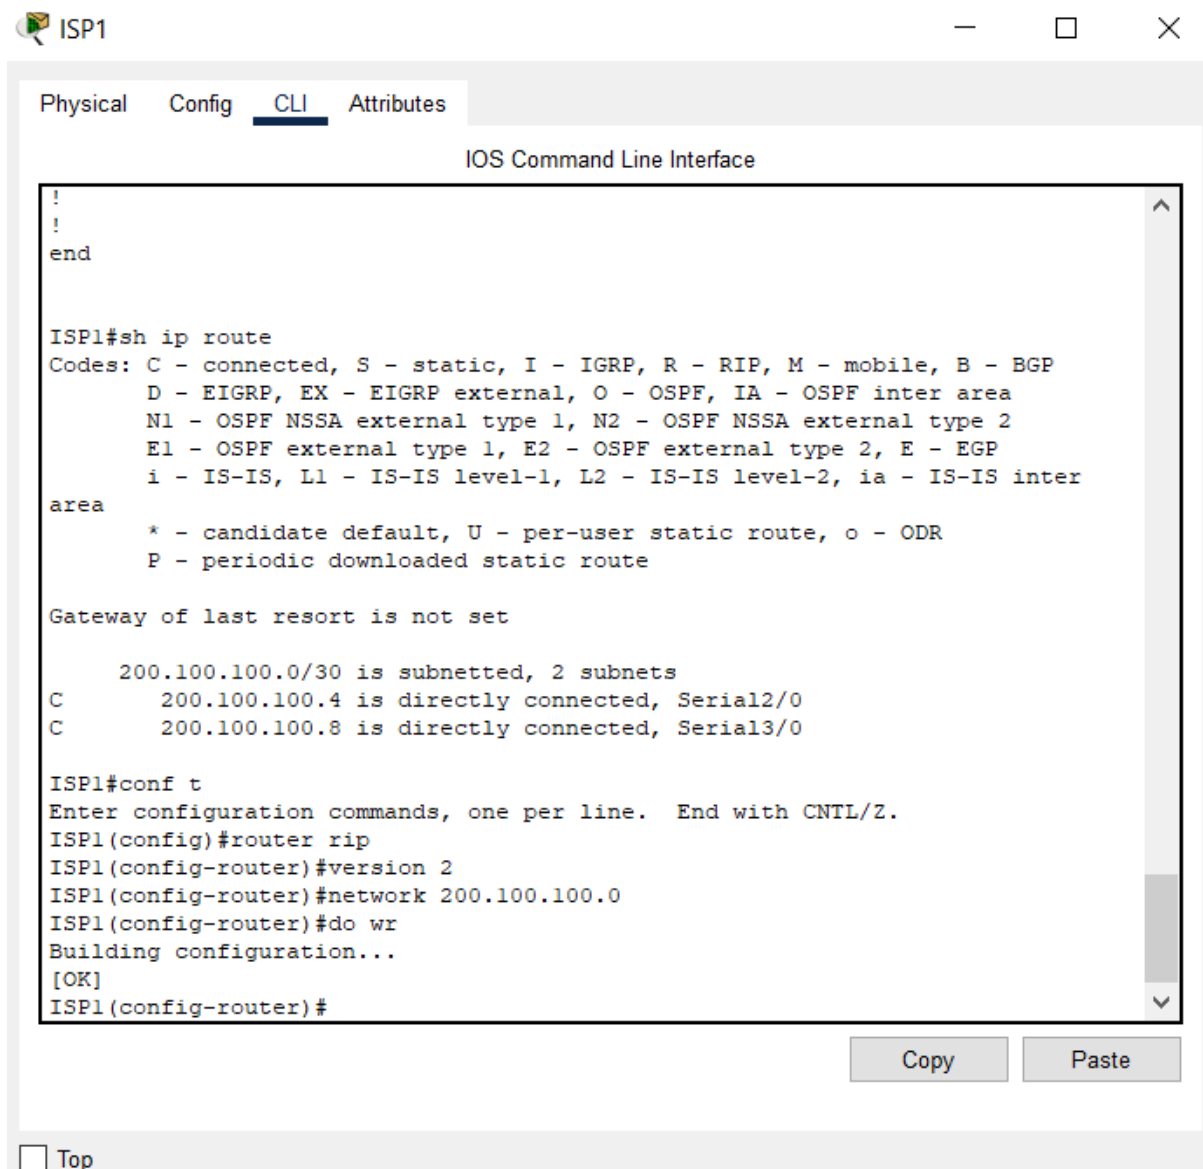 ISP1
Physical Config CLI Attributes
IOS Command Line Interface
!
!
end
ISP1#sh ip route
Codes: C - connected, S - static, I - IGRP, R - RIP, M - mobile, B - BGP
D - EIGRP, EX - EIGRP external, O - OSPF, IA - OSPF inter area
N1 - OSPF NSSA external type 1, N2 - OSPF NSSA external type 2
E1 - OSPF external type 1, E2 - OSPF external type 2, E - EGP
i - IS-IS, L1 - IS-IS level-1, L2 - IS-IS level-2, ia - IS-IS inter
area
* - candidate default, U - per-user static route, o - ODR
P - periodic downloaded static route
Gateway of last resort is not set
200.100.100.0/30 is subnetted, 2 subnets
C 200.100.100.4 is directly connected, Serial2/0
C 200.100.100.8 is directly connected, Serial3/0
ISP1#conf t
Enter configuration commands, one per line. End with CNTL/Z.
ISP1(config)#router rip
ISP1(config-router)#version 2
ISP1(config-router)#network 200.100.100.0
ISP1(config-router)#do wr
Building configuration...
[OK]
ISP1(config-router)#
Copy Paste
Top